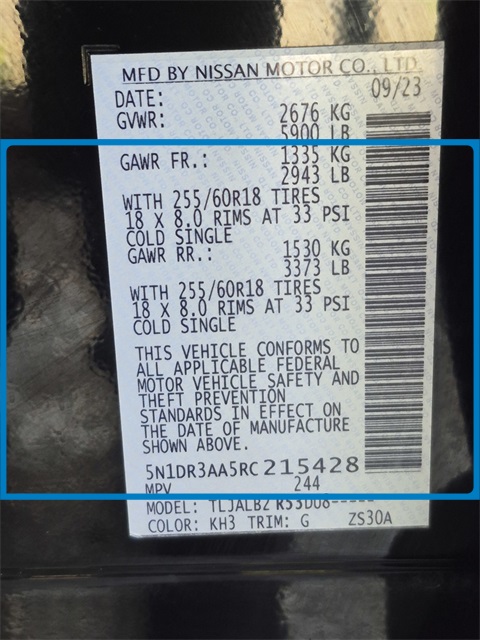 MFD BY NISSAN MOTOR CO., LTD.
DATE: 09/23
GVWR: 2676 KG
5900 LB
GAWR FR.: 1335 KG
2943 LB
WITH 255/60R18 TIRES
18 X 8.0 RIMS AT 33 PSI
COLD SINGLE
GAWR RR.: 1530 KG
3373 LB
WITH 255/60R18 TIRES
18 X 8.0 RIMS AT 33 PSI
COLD SINGLE
THIS VEHICLE CONFORMS TO
ALL APPLICABLE FEDERAL
MOTOR VEHICLE SAFETY AND
THEFT PREVENTION
STANDARDS IN EFFECT ON
THE DATE OF MANUFACTURE
SHOWN ABOVE.
5N1DR3AA5RC215428
MPV 244
MODEL: TLJALBZ R53DU8-----
COLOR: KH3 TRIM: G ZS30A